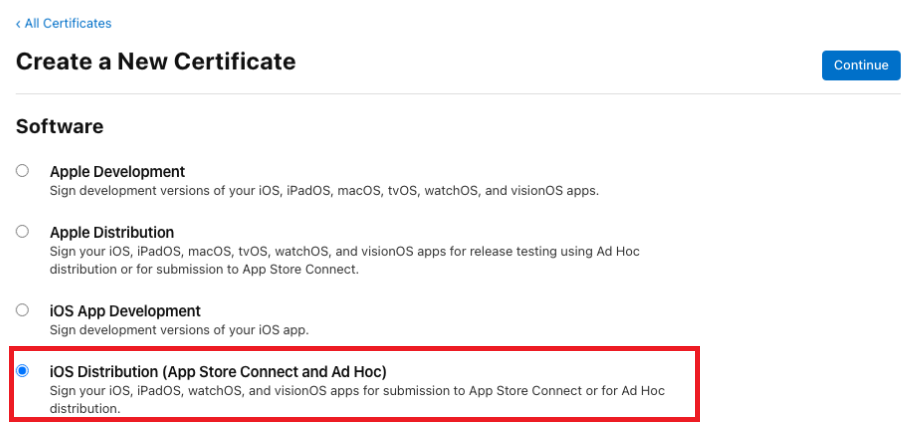 ‹ All Certificates
Create a New Certificate
Continue
Software
Apple Development
Sign development versions of your iOS, iPadOS, macOS, tvOS, watchOS, and visionOS apps.
Apple Distribution
Sign your iOS, iPadOS, macOS, tvOS, watchOS, and visionOS apps for release testing using Ad Hoc
distribution or for submission to App Store Connect.
iOS App Development
Sign development versions of your iOS app.
iOS Distribution (App Store Connect and Ad Hoc)
Sign your iOS, iPadOS, watchOS, and visionOS apps for submission to App Store Connect or for Ad Hoc
distribution.